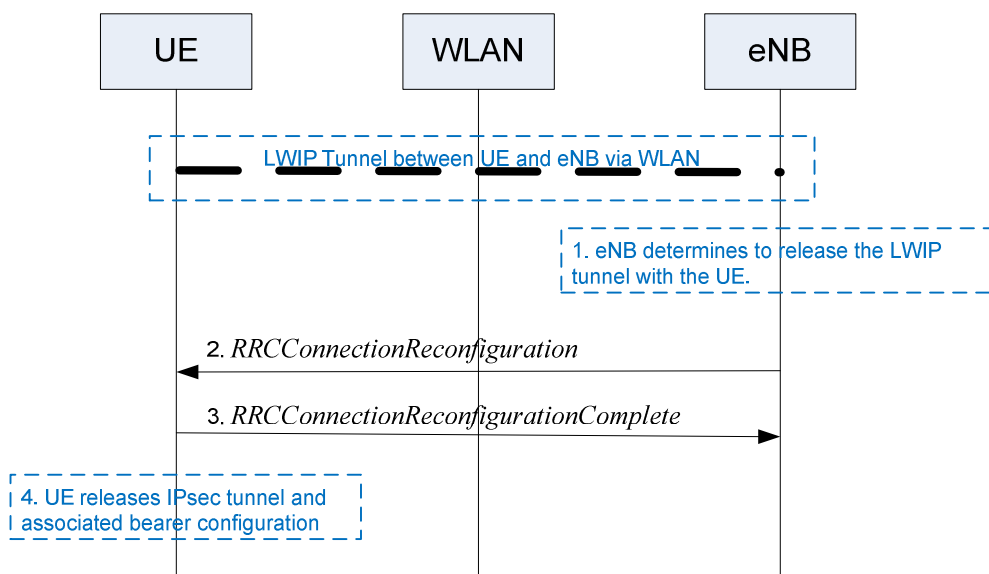 UE
WLAN
eNB
LWIP Tunnel between UE and eNB via WLAN
1. eNB determines to release the LWIP
tunnel with the UE.
2. RRCConnectionReconfiguration
3. RRCConnectionReconfigurationComplete
4. UE releases IPsec tunnel and
associated bearer configuration